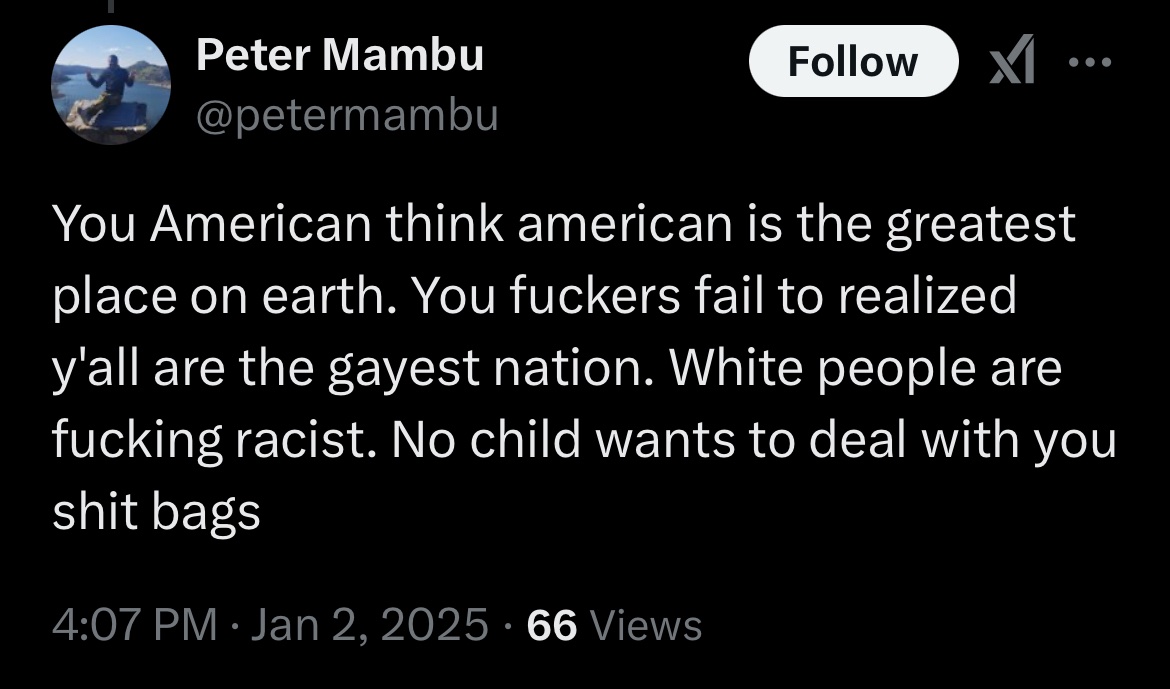 Peter Mambu
@petermambu
Follow
You American think american is the greatest
place on earth. You fuckers fail to realized
y'all are the gayest nation. White people are
fucking racist. No child wants to deal with you
shit bags
4:07 PM · Jan 2, 2025 · 66 Views